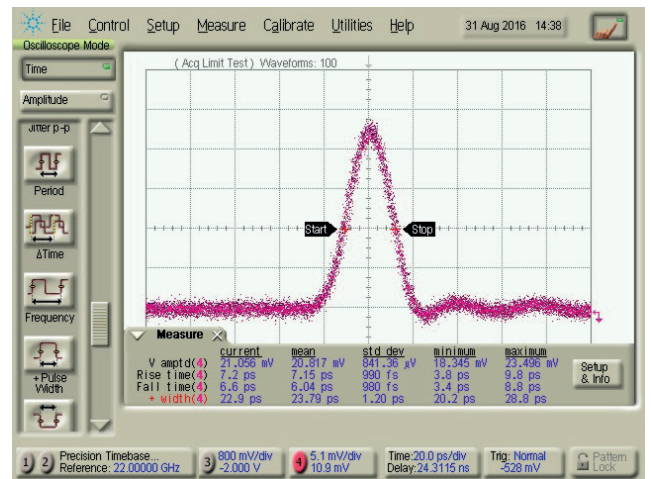 File Control Setup Measure Calibrate Utilities Help 31 Aug 2016 14:38
Oscilloscope Mode
Time
Amplitude
( Acq Limit Test ) Waveforms: 100
Jitter p-p
Period
ΔTime
Frequency
+ Pulse
Width
Start
Stop
Measure
current mean std dev minimum maximum
V amptd(4) 21.056 mV 20.817 mV 841.36 µV 18.345 mV 23.496 mV
Rise time(4) 7.2 ps 7.15 ps 990 fs 3.8 ps 9.8 ps
Fall time(4) 6.6 ps 6.04 ps 980 fs 3.4 ps 8.8 ps
+ width(4) 22.9 ps 23.79 ps 1.20 ps 20.2 ps 28.8 ps
Setup
& Info
1 2 Precision Timebase...
Reference: 22.00000 GHz
3 800 mV/div
-2.000 V
4 5.1 mV/div
10.9 mV
Time:20.0 ps/div
Delay:24.3115 ns
Trig: Normal
-528 mV
Pattern
Lock